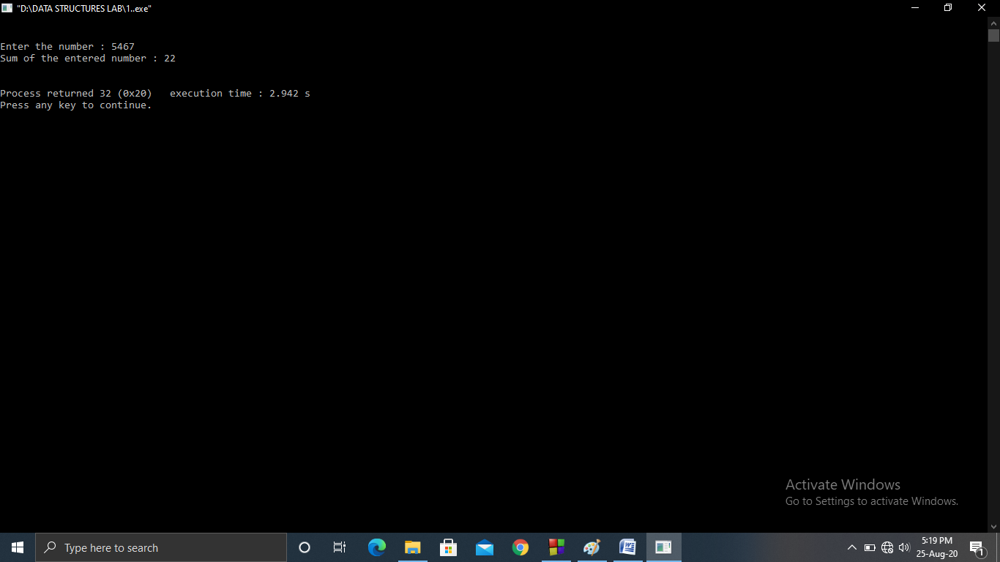 "D:\DATA STRUCTURES LAB\1..exe"
Enter the number : 5467
Sum of the entered number : 22
Process returned 32 (0x20)   execution time : 2.942 s
Press any key to continue.
Activate Windows
Go to Settings to activate Windows.
Type here to search
5:19 PM
25-Aug-20
1